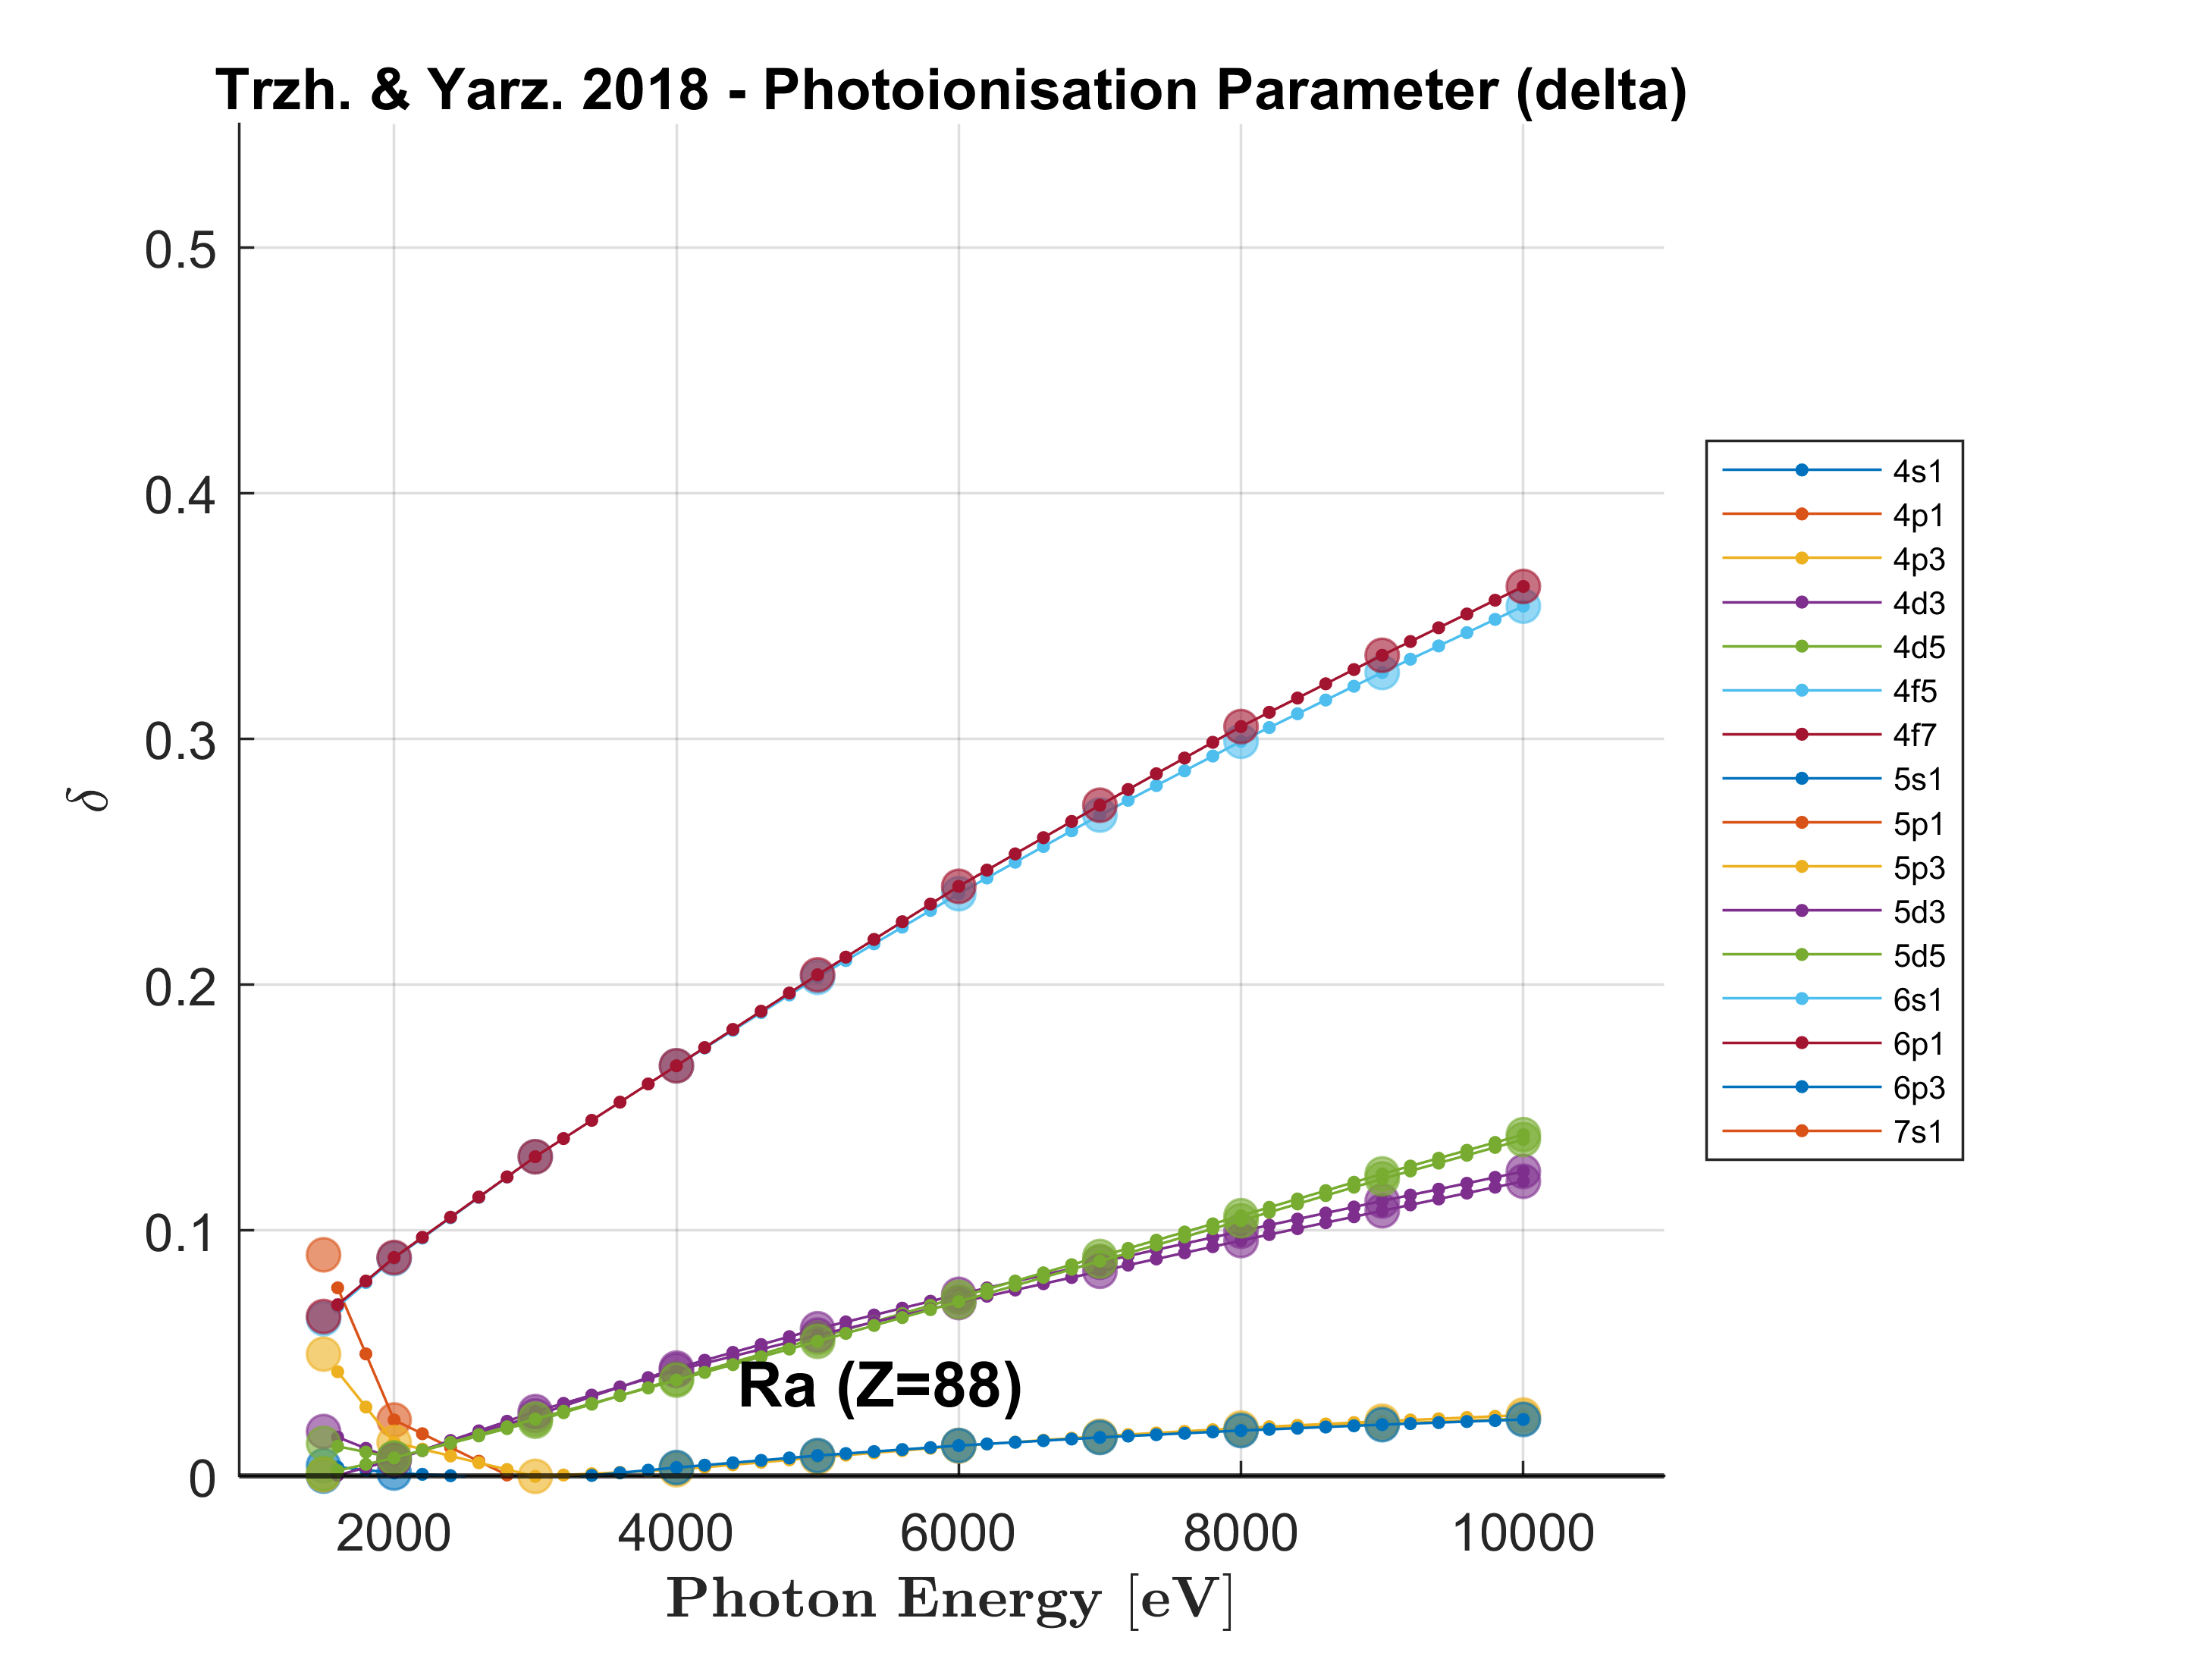 Trzh. & Yarz. 2018 - Photoionisation Parameter (delta)
0.5
0.4
0.3
0.2
0.1
0
δ
Ra (Z=88)
2000 4000 6000 8000 10000
Photon Energy [eV]
4s1
4p1
4p3
4d3
4d5
4f5
4f7
5s1
5p1
5p3
5d3
5d5
6s1
6p1
6p3
7s1